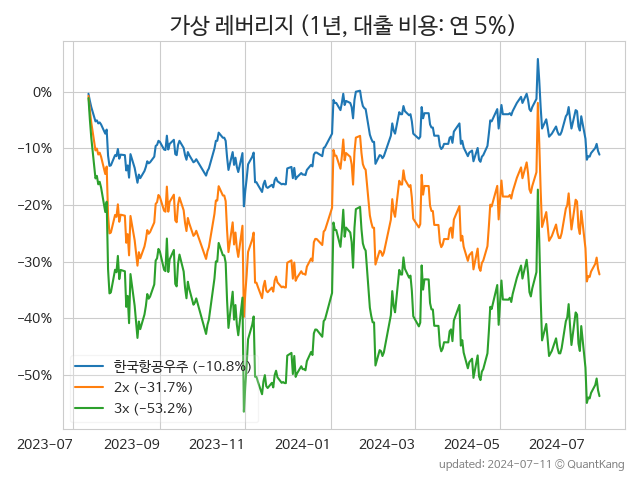 가상 레버리지 (1년, 대출 비용: 연 5%)
0%
−10%
−20%
−30%
−40%
−50%
한국항공우주 (−10.8%)
2x (−31.7%)
3x (−53.2%)
2023-07 2023-09 2023-11 2024-01 2024-03 2024-05 2024-07
updated: 2024-07-11 © QuantKang